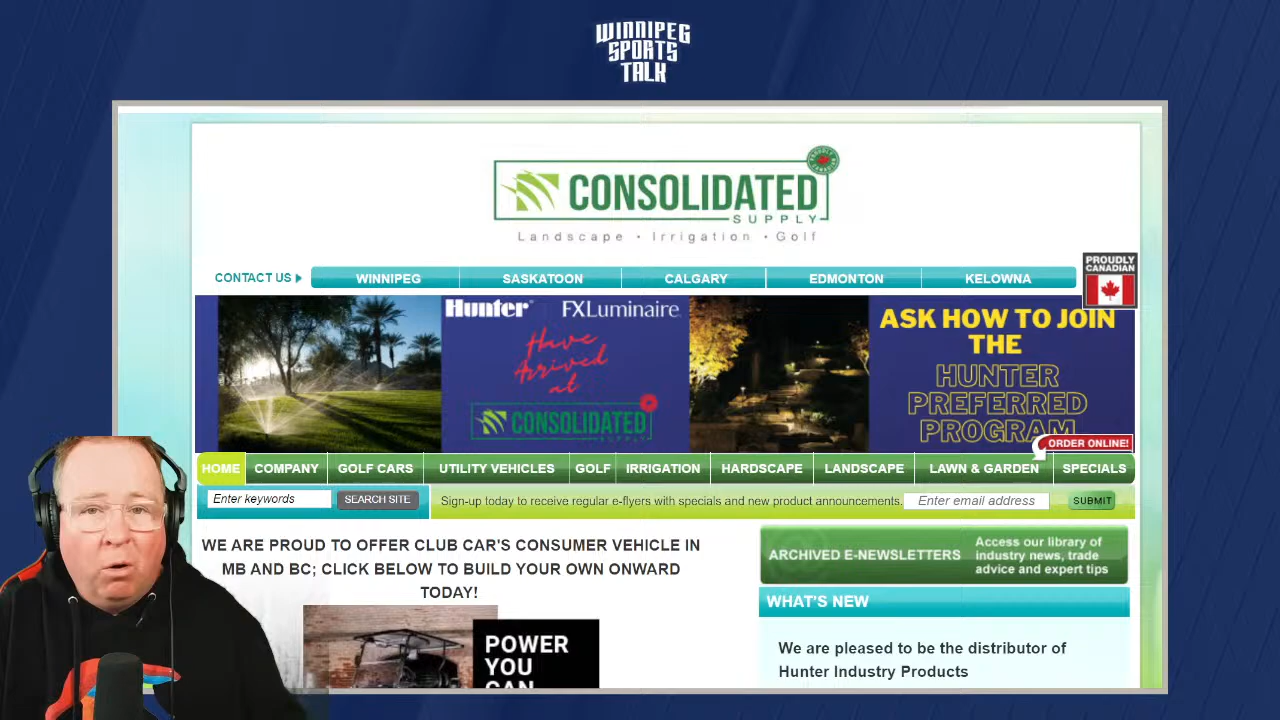 WINNIPEG
SPORTS
TALK
PROUDLY CANADIAN
CONSOLIDATED
SUPPLY
Landscape • Irrigation • Golf
CONTACT US
WINNIPEG
SASKATOON
CALGARY
EDMONTON
KELOWNA
PROUDLY
CANADIAN
Hunter®
FXLuminaire.
Have
Arrived
at
CONSOLIDATED
SUPPLY
ASK HOW TO JOIN
THE
HUNTER
PREFERRED
PROGRAM
ORDER ONLINE!
HOME
COMPANY
GOLF CARS
UTILITY VEHICLES
GOLF
IRRIGATION
HARDSCAPE
LANDSCAPE
LAWN & GARDEN
SPECIALS
Enter keywords
SEARCH SITE
Sign-up today to receive regular e-flyers with specials and new product announcements.
Enter email address
SUBMIT
WE ARE PROUD TO OFFER CLUB CAR'S CONSUMER VEHICLE IN
MB AND BC; CLICK BELOW TO BUILD YOUR OWN ONWARD
TODAY!
POWER
YOU
CAN
ARCHIVED E-NEWSLETTERS
Access our library of
industry news, trade
advice and expert tips
WHAT'S NEW
We are pleased to be the distributor of
Hunter Industry Products